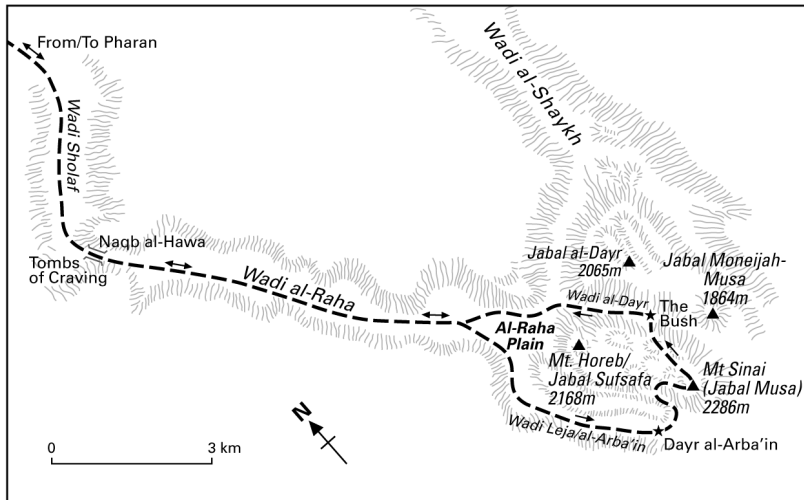 From/To Pharan
Wadi al-Shaykh
Wadi Sholaf
Naqb al-Hawa
Tombs
of Craving
Wadi al-Raha
Jabal al-Dayr
2065m
Jabal Moneijah-
Musa
1864m
Wadi al-Dayr
The
Bush
Al-Raha
Plain
Mt. Horeb/
Jabal Sufsafa
2168m
Mt Sinai
(Jabal Musa)
2286m
Wadi Leja/al-Arba'in
Dayr al-Arba'in
N
0 3 km